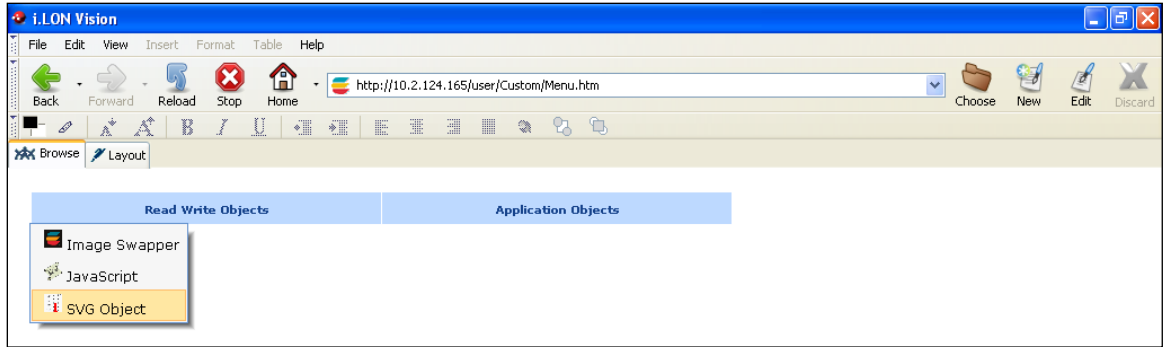 i.LON Vision
File Edit View Insert Format Table Help
http://10.2.124.165/user/Custom/Menu.htm
Back Forward Reload Stop Home Choose New Edit Discard
B I U
Browse Layout
Read Write Objects Application Objects
Image Swapper
JavaScript
SVG Object